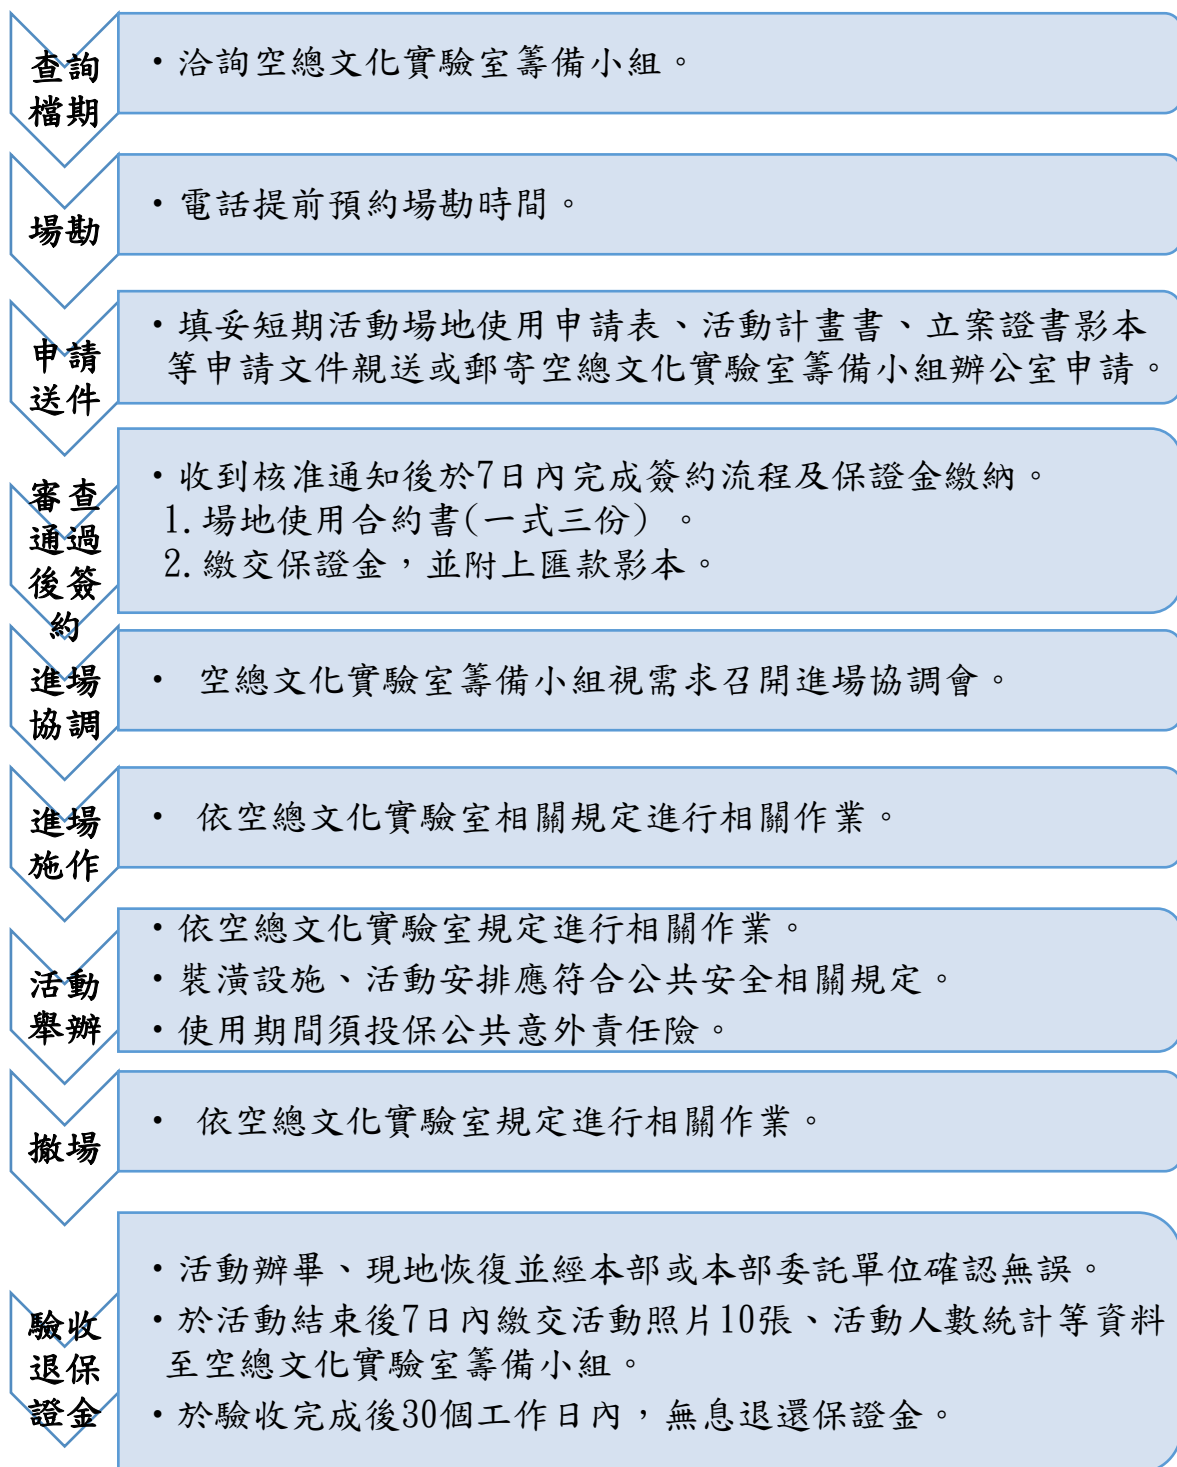 查詢
檔期
・洽詢空總文化實驗室籌備小組。
場勘
・電話提前預約場勘時間。
申請
送件
・填妥短期活動場地使用申請表、活動計畫書、立案證書影本
等申請文件親送或郵寄空總文化實驗室籌備小組辦公室申請。
審查
通過
後簽
約
・收到核准通知後於7日內完成簽約流程及保證金繳納。
1.場地使用合約書(一式三份) 。
2.繳交保證金，並附上匯款影本。
進場
協調
・ 空總文化實驗室籌備小組視需求召開進場協調會。
進場
施作
・ 依空總文化實驗室相關規定進行相關作業。
活動
舉辦
・依空總文化實驗室規定進行相關作業。
・裝潢設施、活動安排應符合公共安全相關規定。
・使用期間須投保公共意外責任險。
撤場
・ 依空總文化實驗室規定進行相關作業。
驗收
退保
證金
・活動辦畢、現地恢復並經本部或本部委託單位確認無誤。
・於活動結束後7日內繳交活動照片10張、活動人數統計等資料
至空總文化實驗室籌備小組。
・於驗收完成後30個工作日內，無息退還保證金。